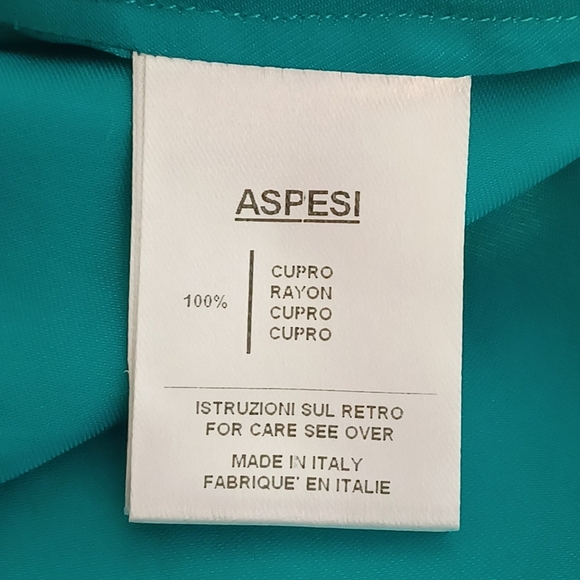 ASPESI
100%
CUPRO
RAYON
CUPRO
CUPRO
ISTRUZIONI SUL RETRO
FOR CARE SEE OVER
MADE IN ITALY
FABRIQUE' EN ITALIE